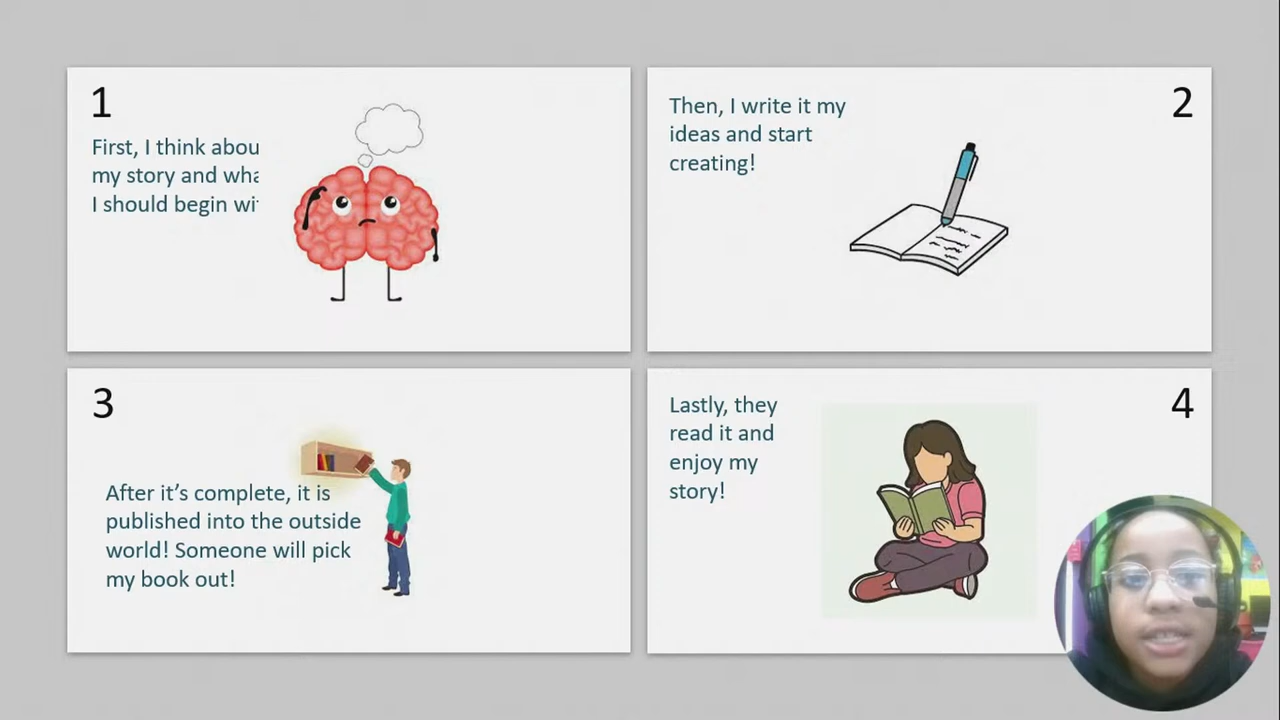 1
First, I think abou
my story and wha
I should begin wi
2
Then, I write it my
ideas and start
creating!
3
After it’s complete, it is
published into the outside
world! Someone will pick
my book out!
4
Lastly, they
read it and
enjoy my
story!